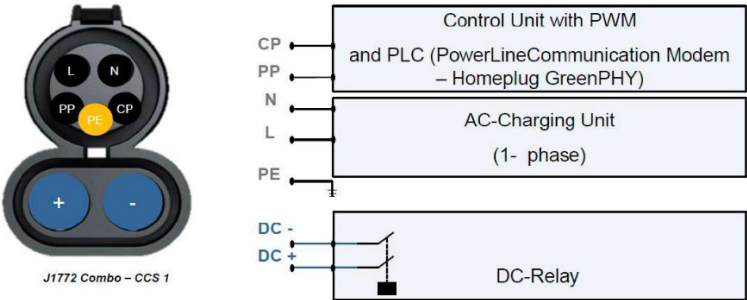 L N
PP CP
PE
+ -
J1772 Combo – CCS 1
CP
PP
N
L
PE
DC -
DC +
Control Unit with PWM
and PLC (PowerLineCommunication Modem
– Homeplug GreenPHY)
AC-Charging Unit
(1- phase)
DC-Relay